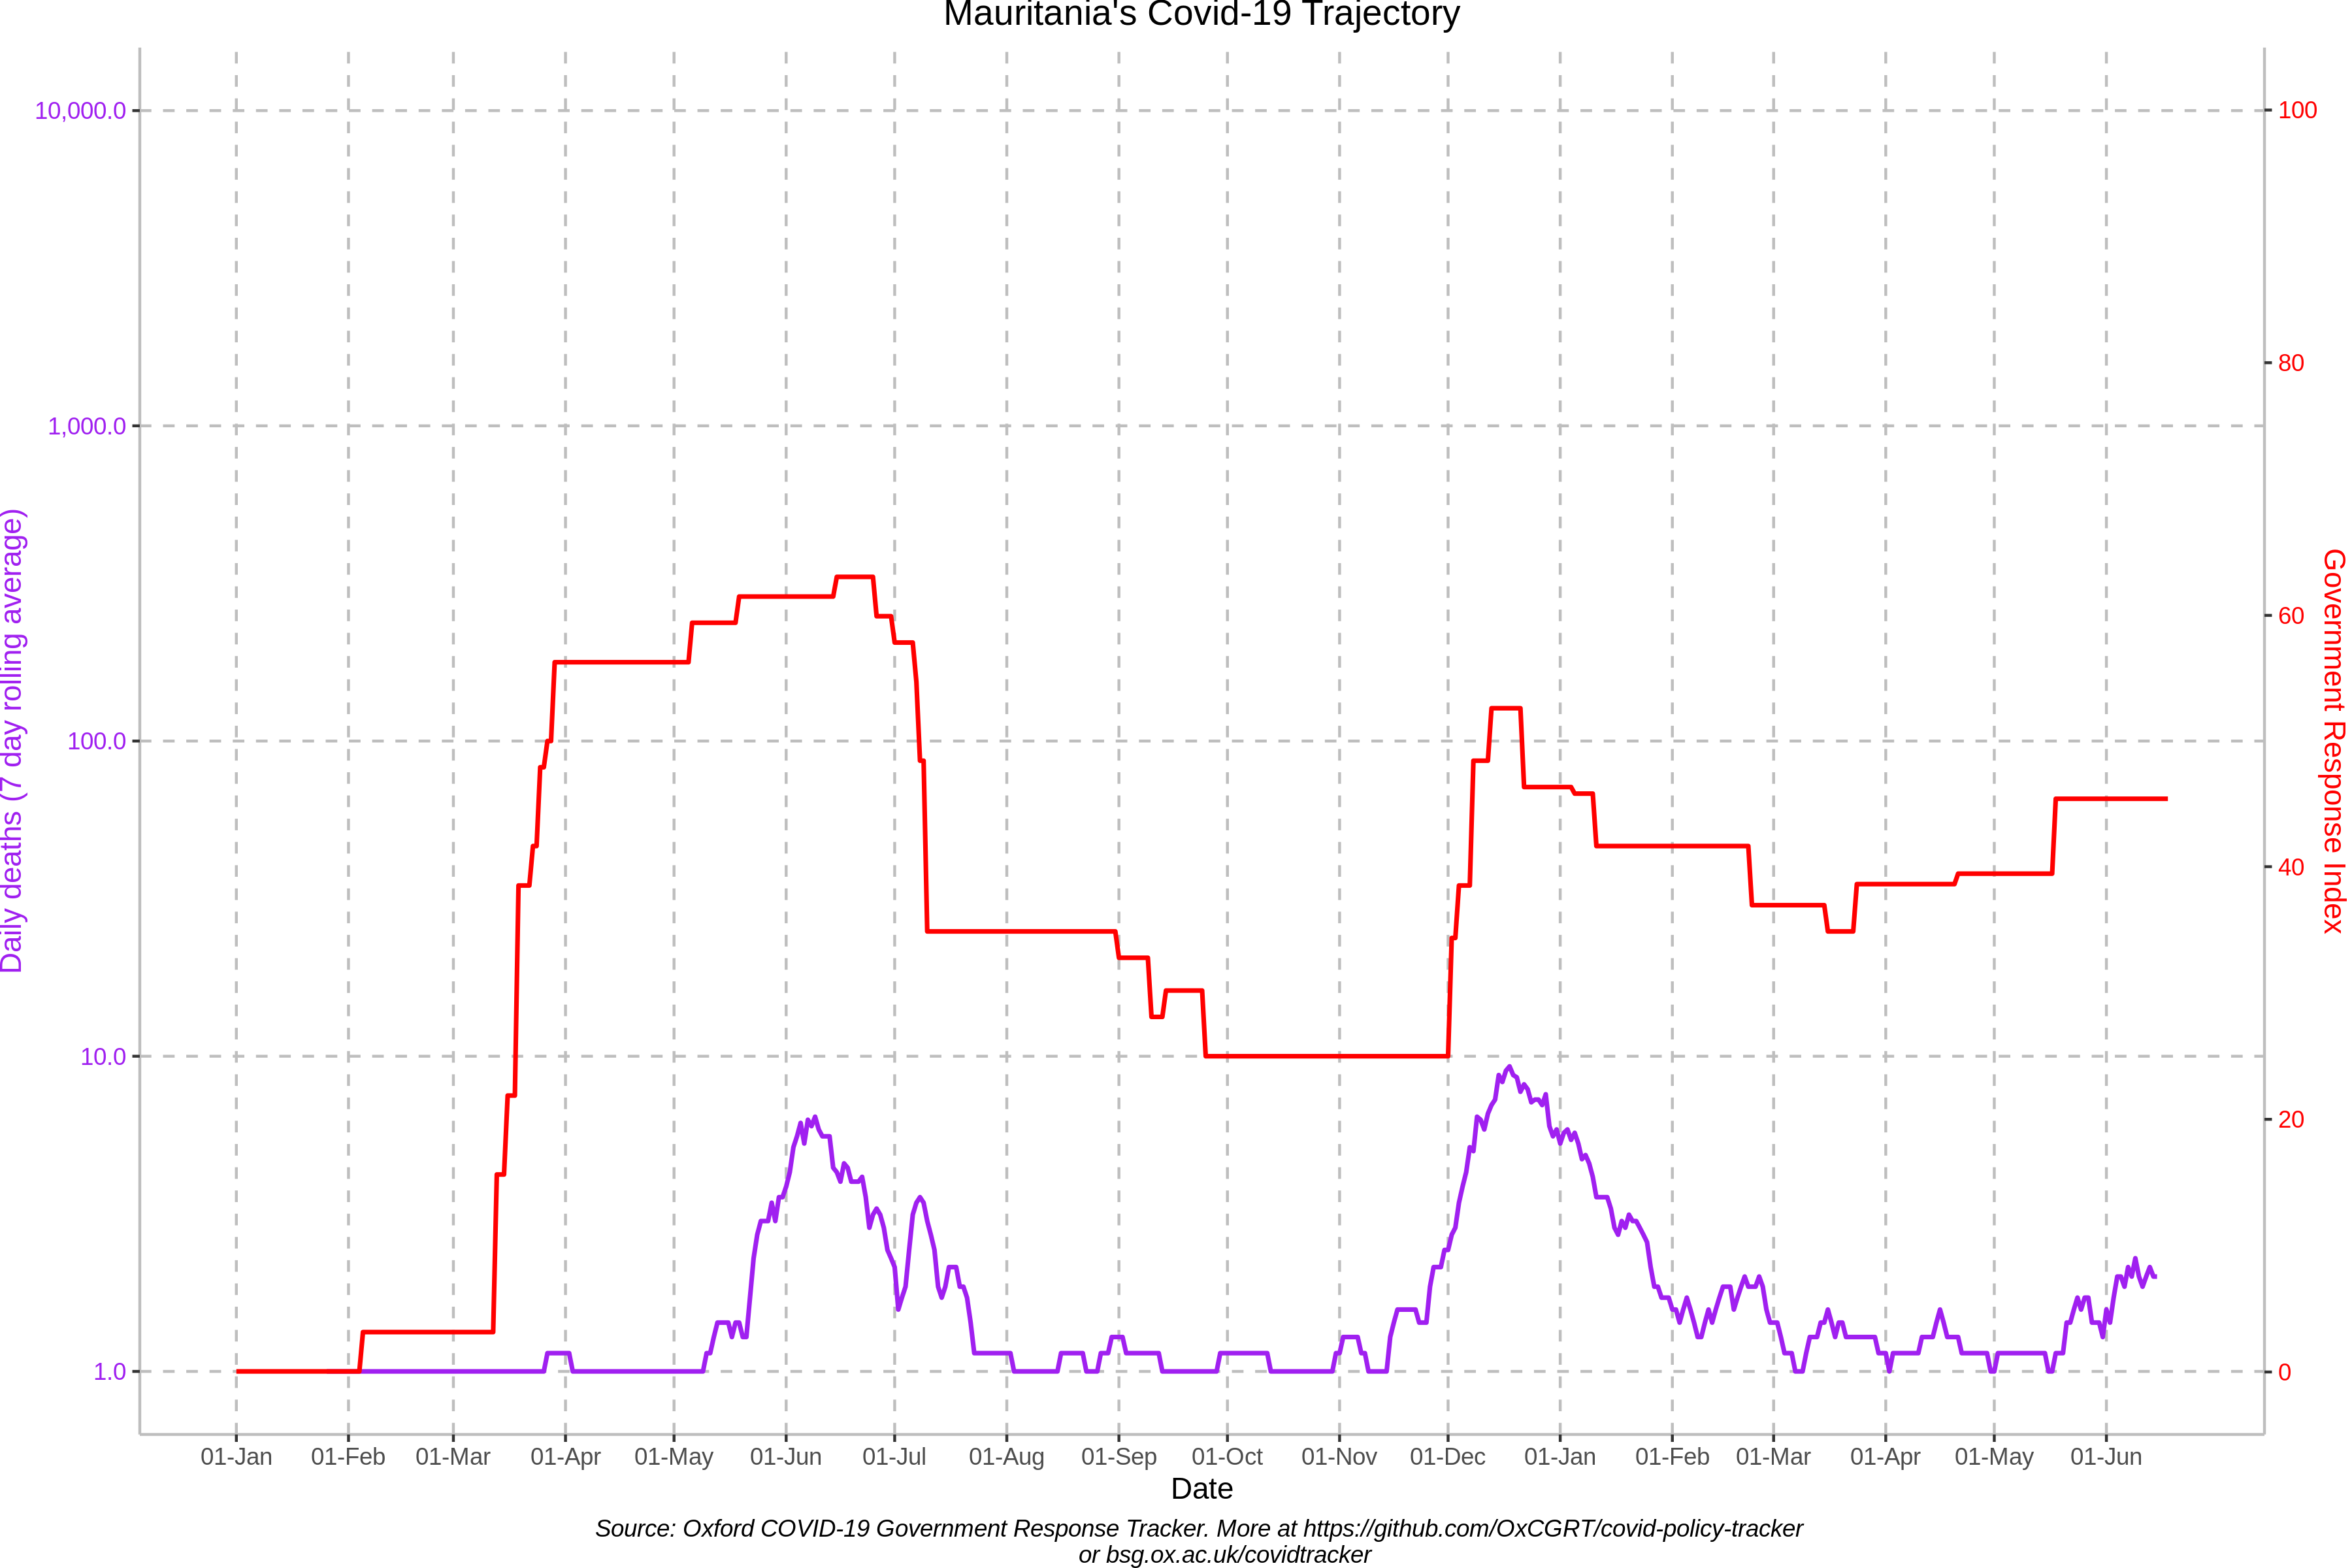 Mauritania's Covid-19 Trajectory
10,000.0
1,000.0
100.0
10.0
1.0
Daily deaths (7 day rolling average)
100
80
60
40
20
0
Government Response Index
01-Jan 01-Feb 01-Mar 01-Apr 01-May 01-Jun 01-Jul 01-Aug 01-Sep 01-Oct 01-Nov 01-Dec 01-Jan 01-Feb 01-Mar 01-Apr 01-May 01-Jun
Date
Source: Oxford COVID-19 Government Response Tracker. More at https://github.com/OxCGRT/covid-policy-tracker
or bsg.ox.ac.uk/covidtracker